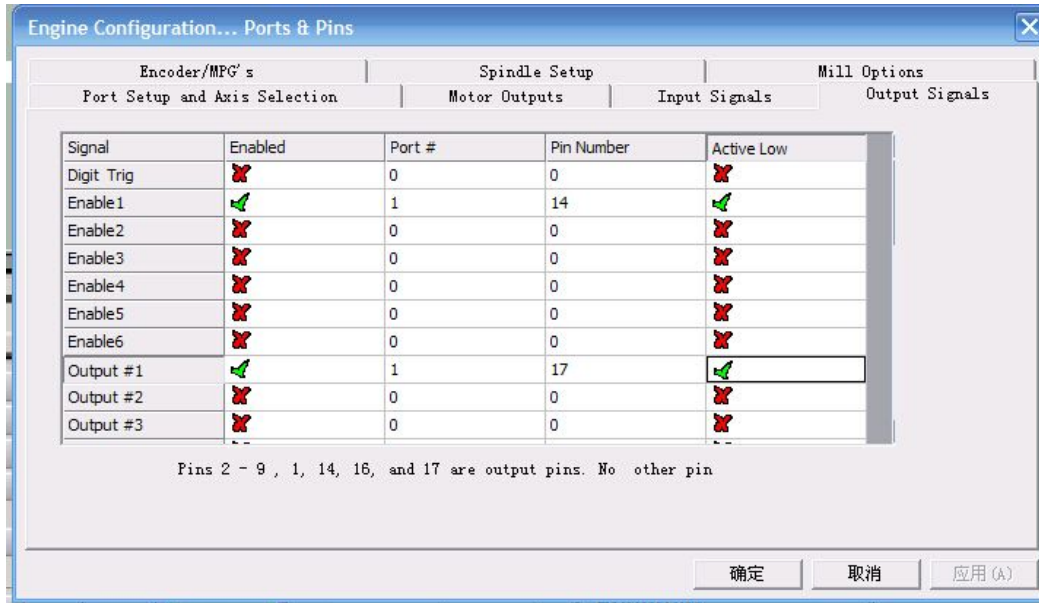 Engine Configuration... Ports & Pins
Encoder/MPG's Spindle Setup Mill Options
Port Setup and Axis Selection Motor Outputs Input Signals Output Signals
Signal Enabled Port # Pin Number Active Low
Digit Trig 0 0
Enable1 1 14
Enable2 0 0
Enable3 0 0
Enable4 0 0
Enable5 0 0
Enable6 0 0
Output #1 1 17
Output #2 0 0
Output #3 0 0
Pins 2 - 9 , 1, 14, 16, and 17 are output pins. No other pin
确定 取消 应用(A)